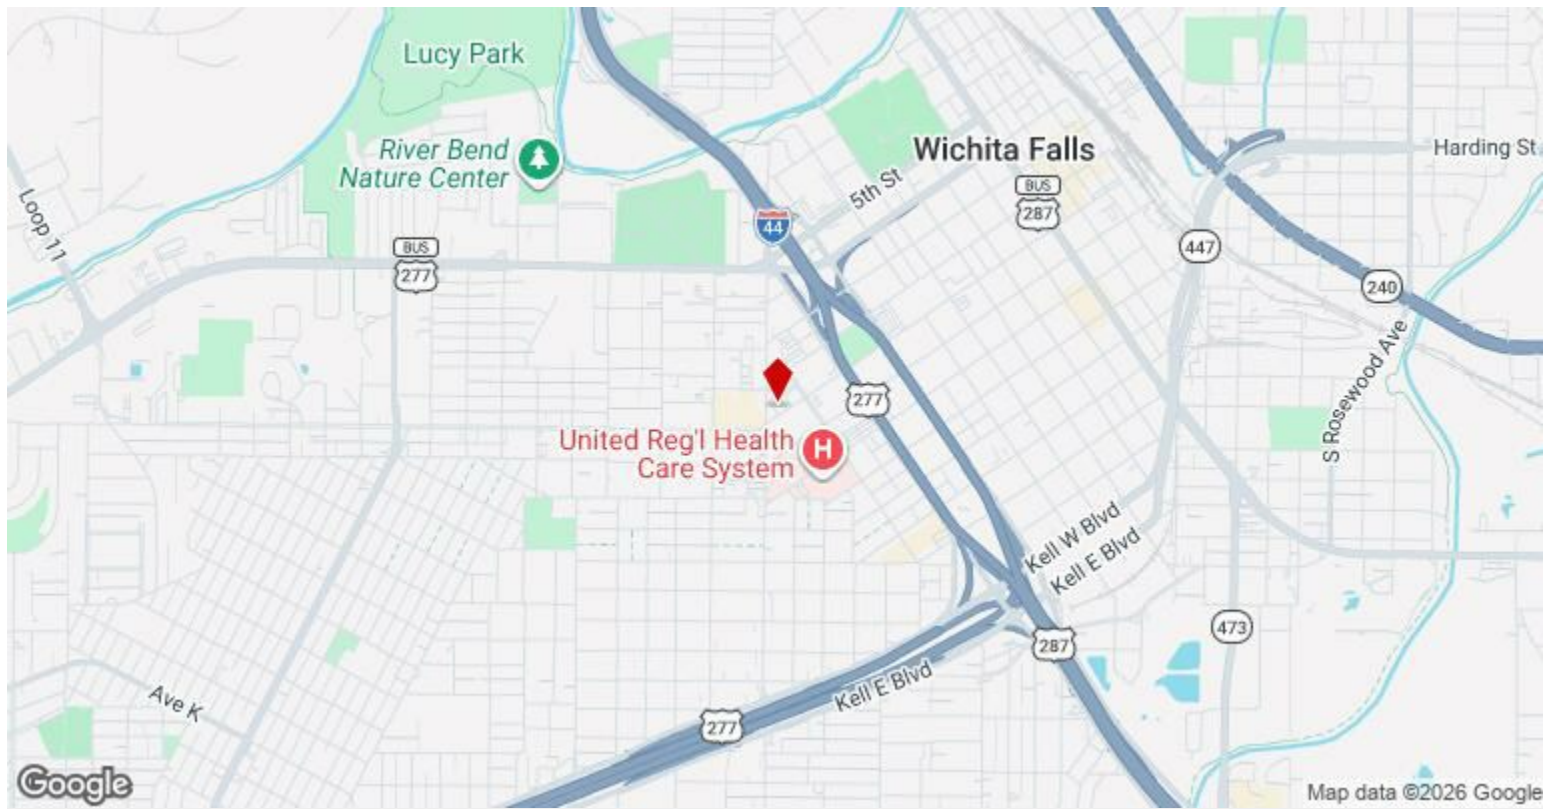 Lucy Park
River Bend
Nature Center
Wichita Falls
Harding St
5th St
BUS
287
Loop 11
44
BUS
277
447
240
S Rosewood Ave
277
United Reg'l Health
Care System
H
Kell W Blvd
Kell E Blvd
473
287
Kell E Blvd
Ave K
277
Google
Map data ©2026 Google